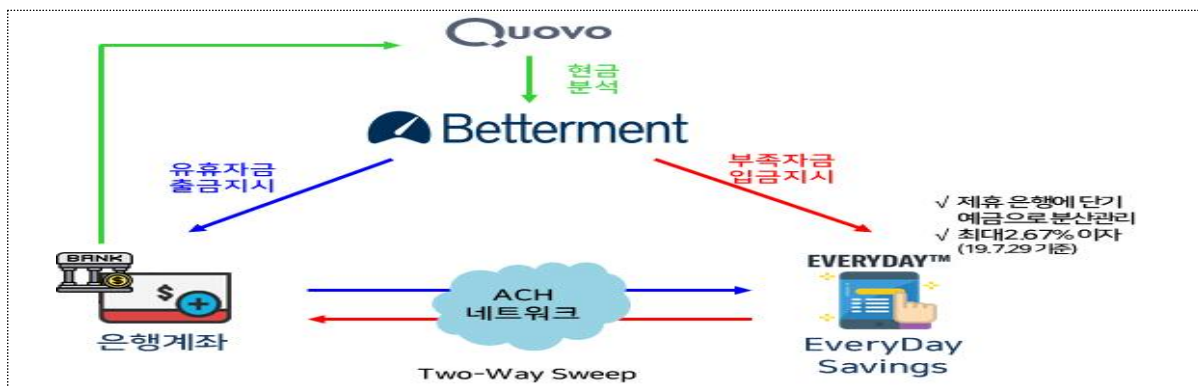 Quovo
현금
분석
Betterment
유휴자금
출금지시
부족자금
입금지시
√ 제휴 은행에 단기
예금으로 분산관리
√ 최대2.67% 이자
(19.7.29 기준)
BANK
$
$
은행계좌
ACH
네트워크
Two-Way Sweep
EVERYDAY™
EveryDay
Savings